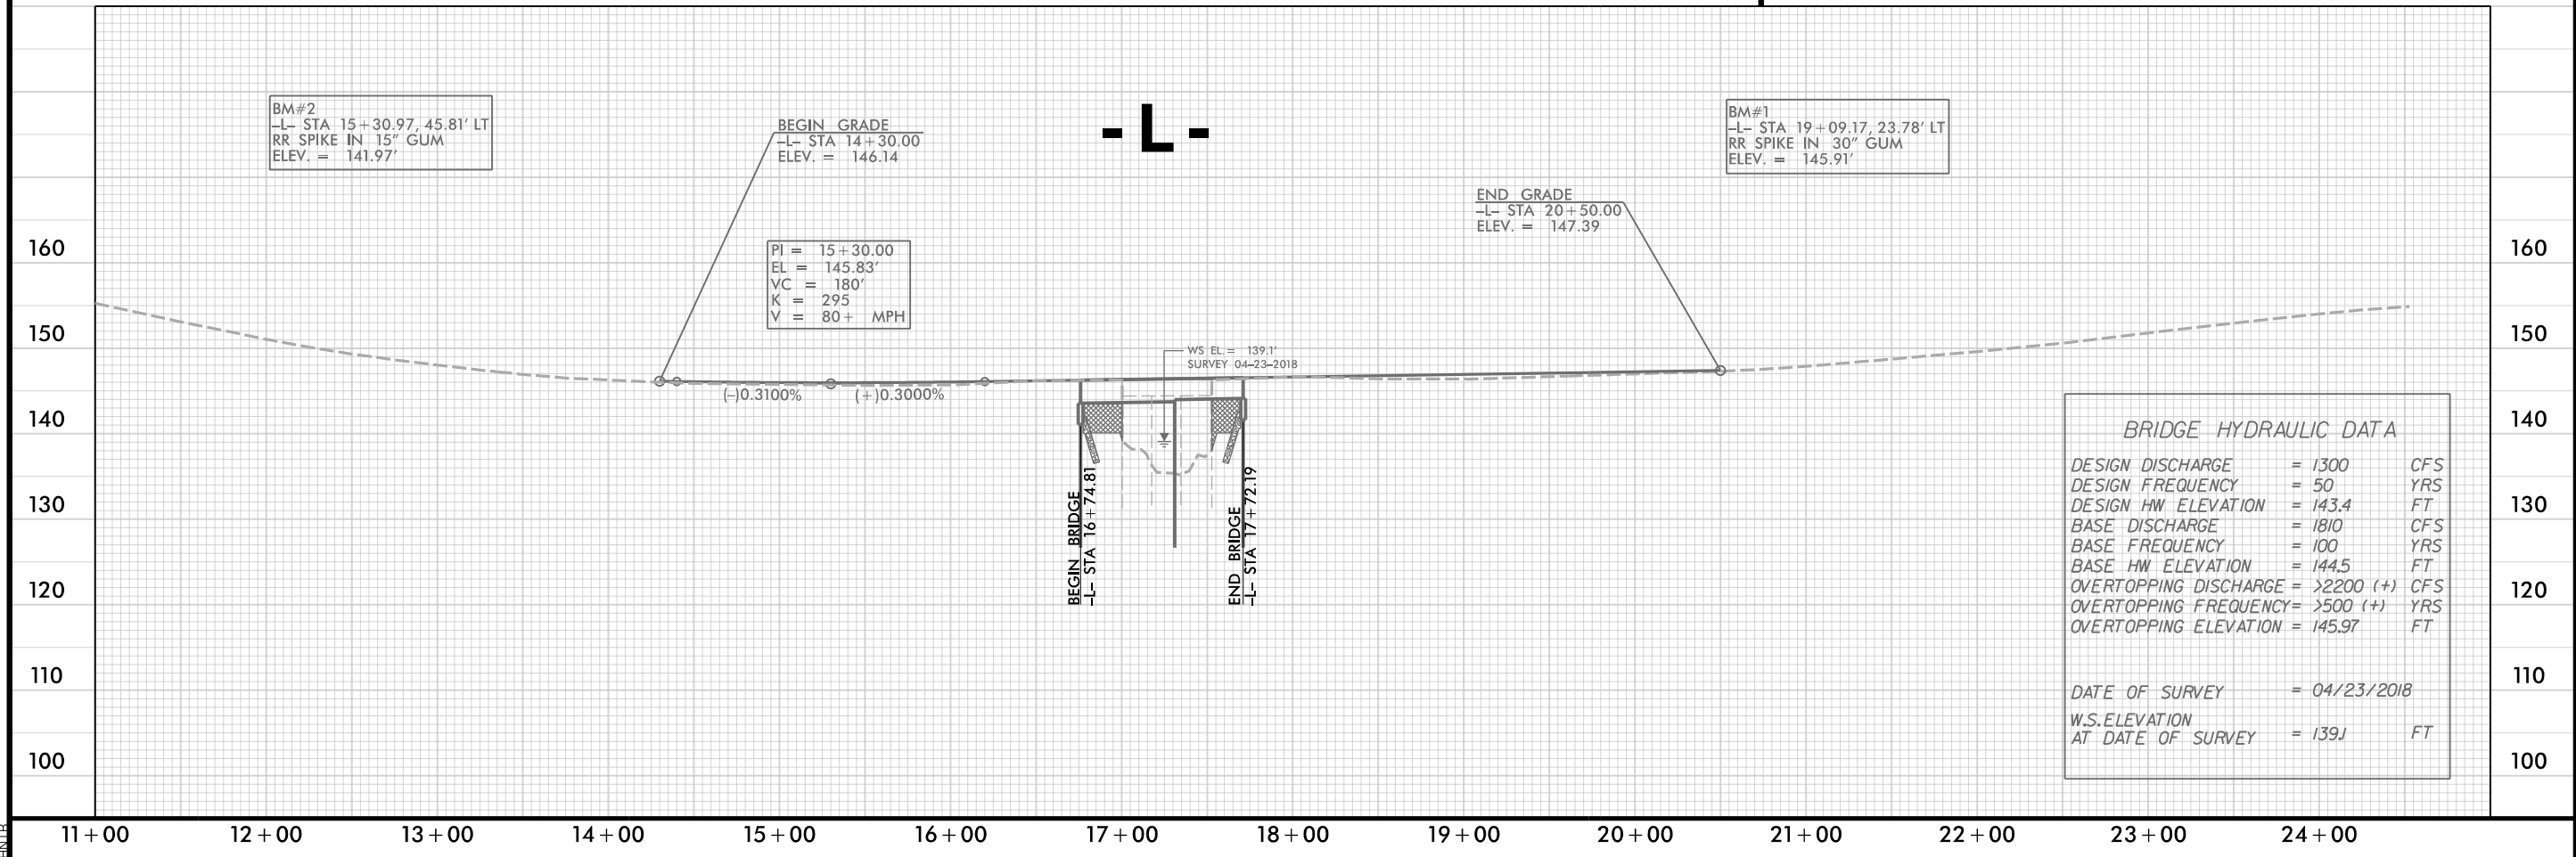 -L-
BM#2
-L- STA 15+30.97, 45.81' LT
RR SPIKE IN 15" GUM
ELEV. = 141.97'
BEGIN GRADE
-L- STA 14+30.00
ELEV. = 146.14
BM#1
-L- STA 19+09.17, 23.78' LT
RR SPIKE IN 30" GUM
ELEV. = 145.91'
END GRADE
-L- STA 20+50.00
ELEV. = 147.39
PI = 15+30.00
EL = 145.83'
VC = 180'
K = 295
V = 80+ MPH
WS EL. = 139.1'
SURVEY 04-23-2018
(-)0.3100%
(+)0.3000%
BEGIN BRIDGE
-L- STA 16+74.81
END BRIDGE
-L- STA 17+72.19
BRIDGE HYDRAULIC DATA
DESIGN DISCHARGE = 1300 CFS
DESIGN FREQUENCY = 50 YRS
DESIGN HW ELEVATION = 143.4 FT
BASE DISCHARGE = 1810 CFS
BASE FREQUENCY = 100 YRS
BASE HW ELEVATION = 144.5 FT
OVERTOPPING DISCHARGE = >2200 (+) CFS
OVERTOPPING FREQUENCY= >500 (+) YRS
OVERTOPPING ELEVATION = 145.97 FT
DATE OF SURVEY = 04/23/2018
W.S.ELEVATION
AT DATE OF SURVEY = 139.1 FT
160 160
150 150
140 140
130 130
120 120
110 110
100 100
11+00 12+00 13+00 14+00 15+00 16+00 17+00 18+00 19+00 20+00 21+00 22+00 23+00 24+00